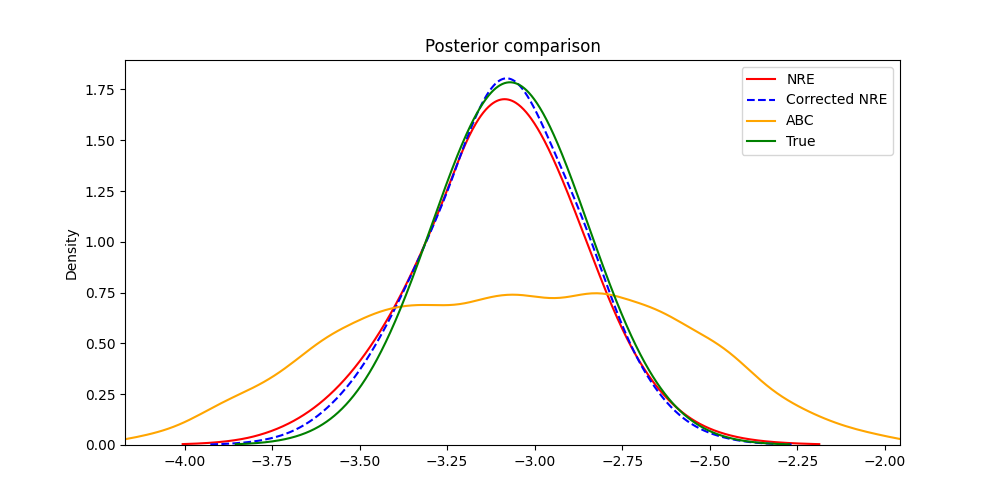 Posterior comparison
NRE
Corrected NRE
ABC
True
Density
1.75
1.50
1.25
1.00
0.75
0.50
0.25
0.00
−4.00
−3.75
−3.50
−3.25
−3.00
−2.75
−2.50
−2.25
−2.00